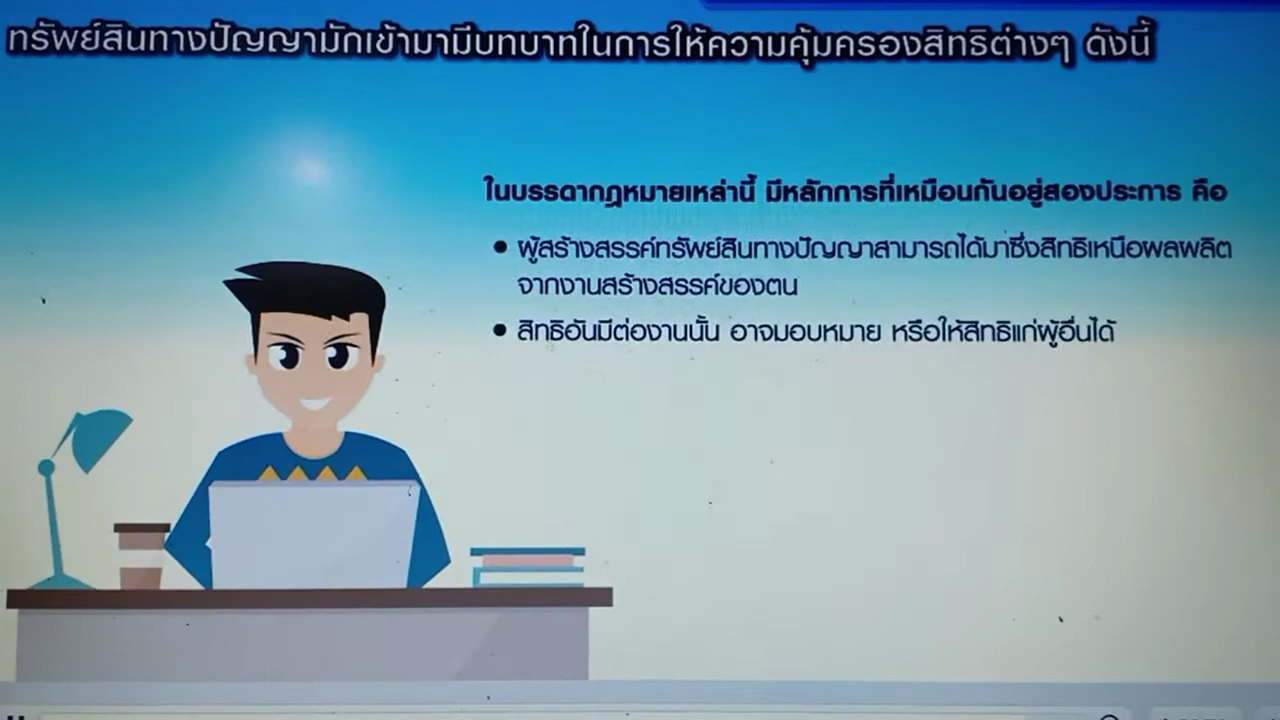 ทรัพย์สินทางปัญญามักเข้ามามีบทบาทในการให้ความคุ้มครองสิทธิต่างๆ ดังนี้
ในบรรดากฎหมายเหล่านี้ มีหลักการที่เหมือนกันอยู่สองประการ คือ
• ผู้สร้างสรรค์ทรัพย์สินทางปัญญาสามารถได้มาซึ่งสิทธิเหนือผลผลิต
จากงานสร้างสรรค์ของตน
• สิทธิอันมีต่องานนั้น อาจมอบหมาย หรือให้สิทธิแก่ผู้อื่นได้